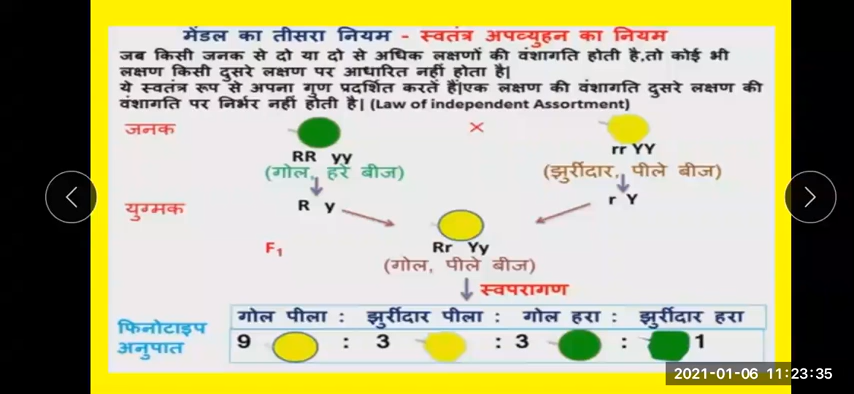 मेंडल का तीसरा नियम - स्वतंत्र अपव्युहन का नियम
जब किसी जनक से दो या दो से अधिक लक्षणों की वंशागति होती है,तो कोई भी
लक्षण किसी दुसरे लक्षण पर आधारित नहीं होता है|
ये स्वतंत्र रूप से अपना गुण प्रदर्शित करतें हैं|एक लक्षण की वंशागति दुसरे लक्षण की
वंशागति पर निर्भर नहीं होती है| (Law of independent Assortment)
जनक × 
RR yy rr YY
(गोल, हरे बीज) (झुर्रीदार, पीले बीज)
युग्मक R y r Y
F1 Rr Yy
(गोल, पीले बीज)
स्वपरागण
गोल पीला : झुर्रीदार पीला : गोल हरा : झुर्रीदार हरा
फिनोटाइप
अनुपात
9 : 3 : 3 : 1
2021-01-06 11:23:35